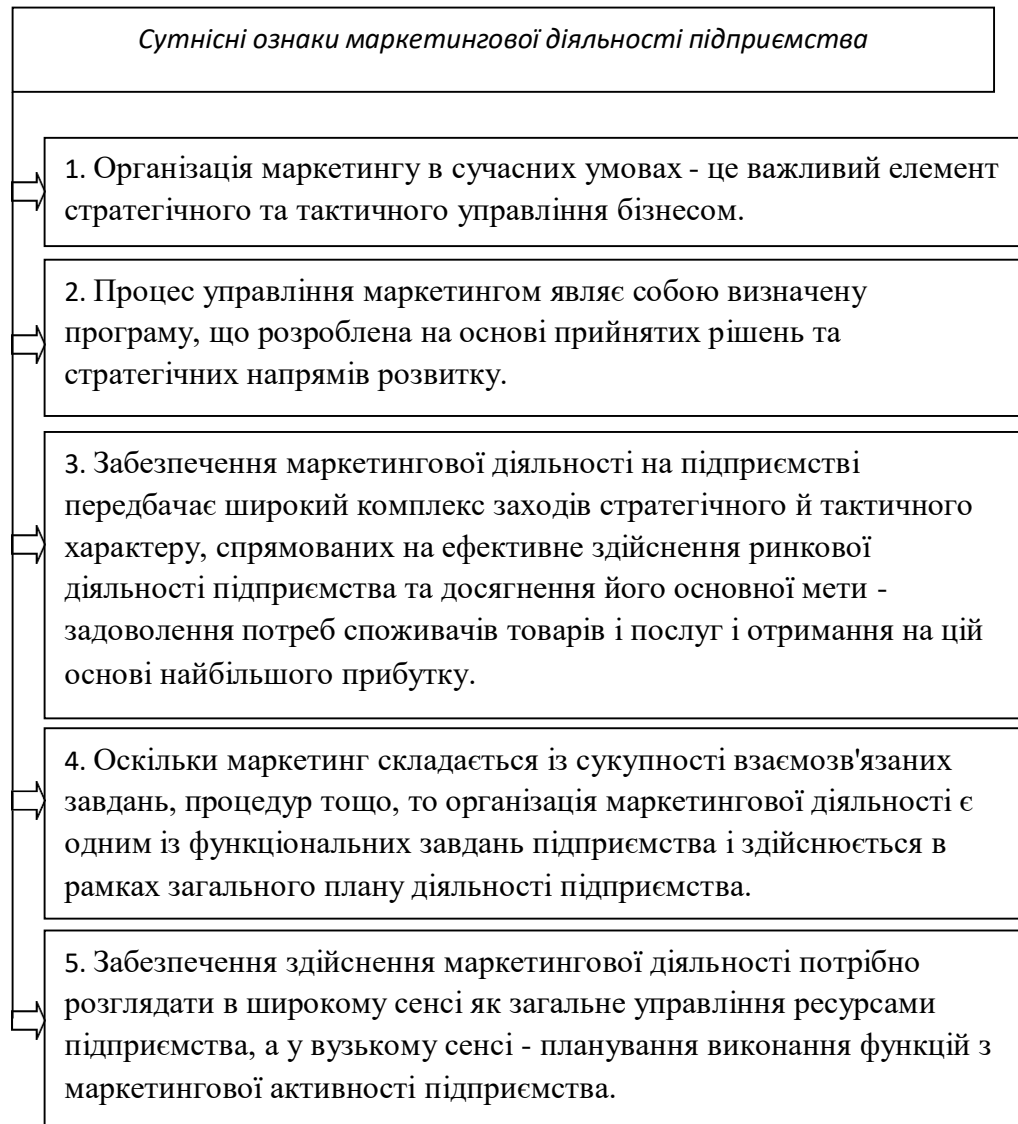 Сутнісні ознаки маркетингової діяльності підприємства
1. Організація маркетингу в сучасних умовах - це важливий елемент
стратегічного та тактичного управління бізнесом.
2. Процес управління маркетингом являє собою визначену
програму, що розроблена на основі прийнятих рішень та
стратегічних напрямів розвитку.
3. Забезпечення маркетингової діяльності на підприємстві
передбачає широкий комплекс заходів стратегічного й тактичного
характеру, спрямованих на ефективне здійснення ринкової
діяльності підприємства та досягнення його основної мети -
задоволення потреб споживачів товарів і послуг і отримання на цій
основі найбільшого прибутку.
4. Оскільки маркетинг складається із сукупності взаємозв'язаних
завдань, процедур тощо, то організація маркетингової діяльності є
одним із функціональних завдань підприємства і здійснюється в
рамках загального плану діяльності підприємства.
5. Забезпечення здійснення маркетингової діяльності потрібно
розглядати в широкому сенсі як загальне управління ресурсами
підприємства, а у вузькому сенсі - планування виконання функцій з
маркетингової активності підприємства.